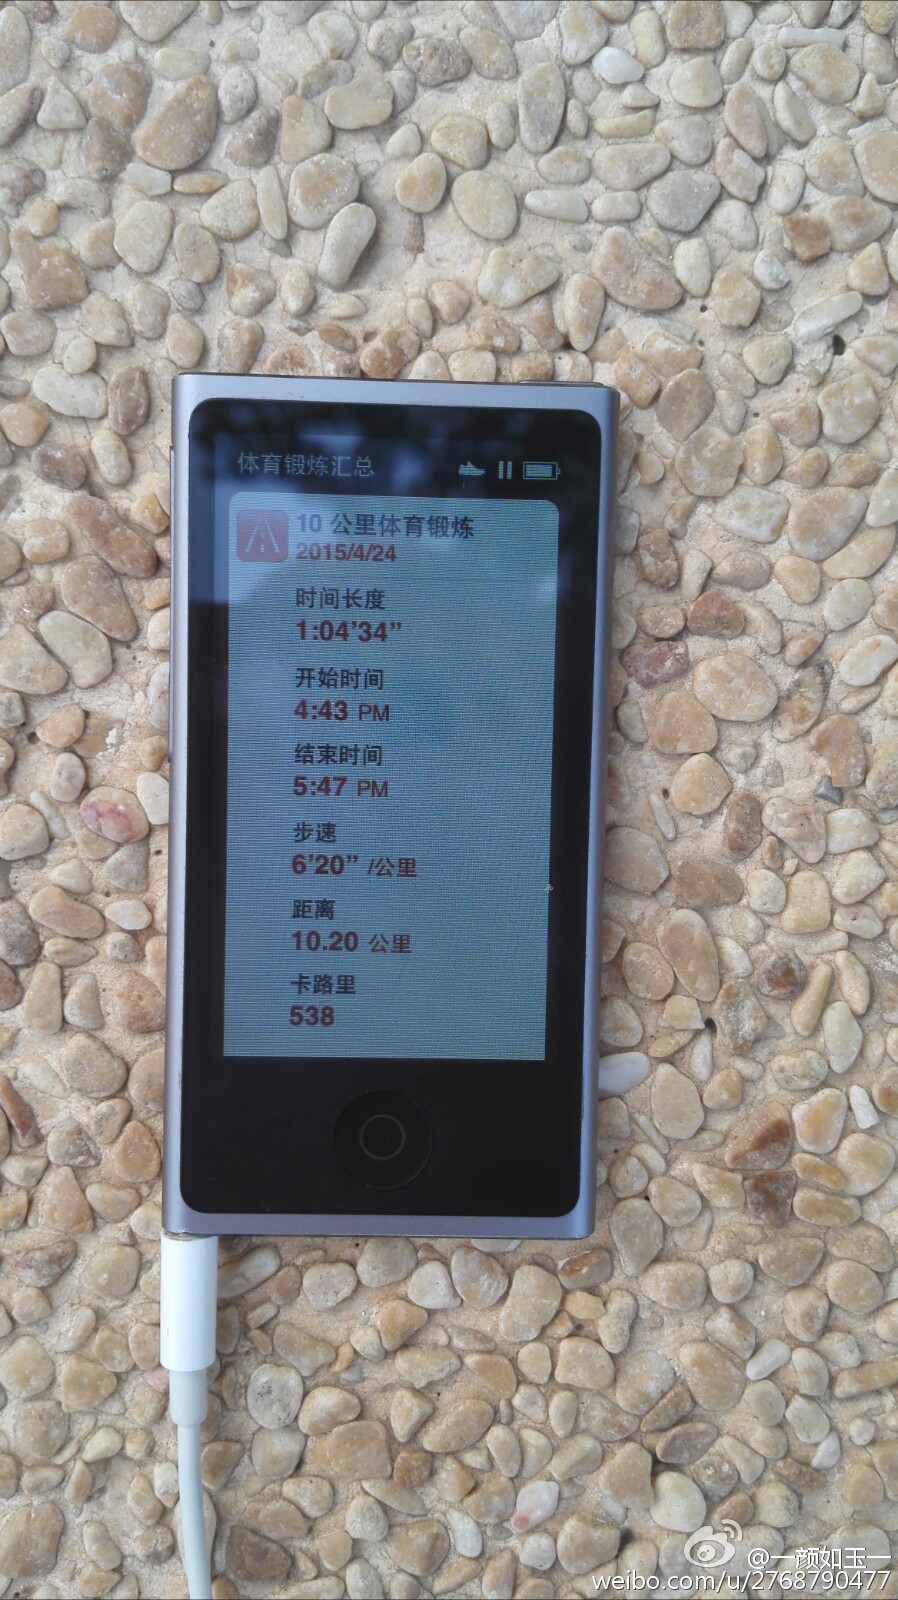 体育锻炼汇总
10 公里体育锻炼
2015/4/24
时间长度
1:04'34"
开始时间
4:43 PM
结束时间
5:47 PM
步速
6'20" /公里
距离
10.20 公里
卡路里
538
@一颜如玉一
weibo.com/u/2768790477